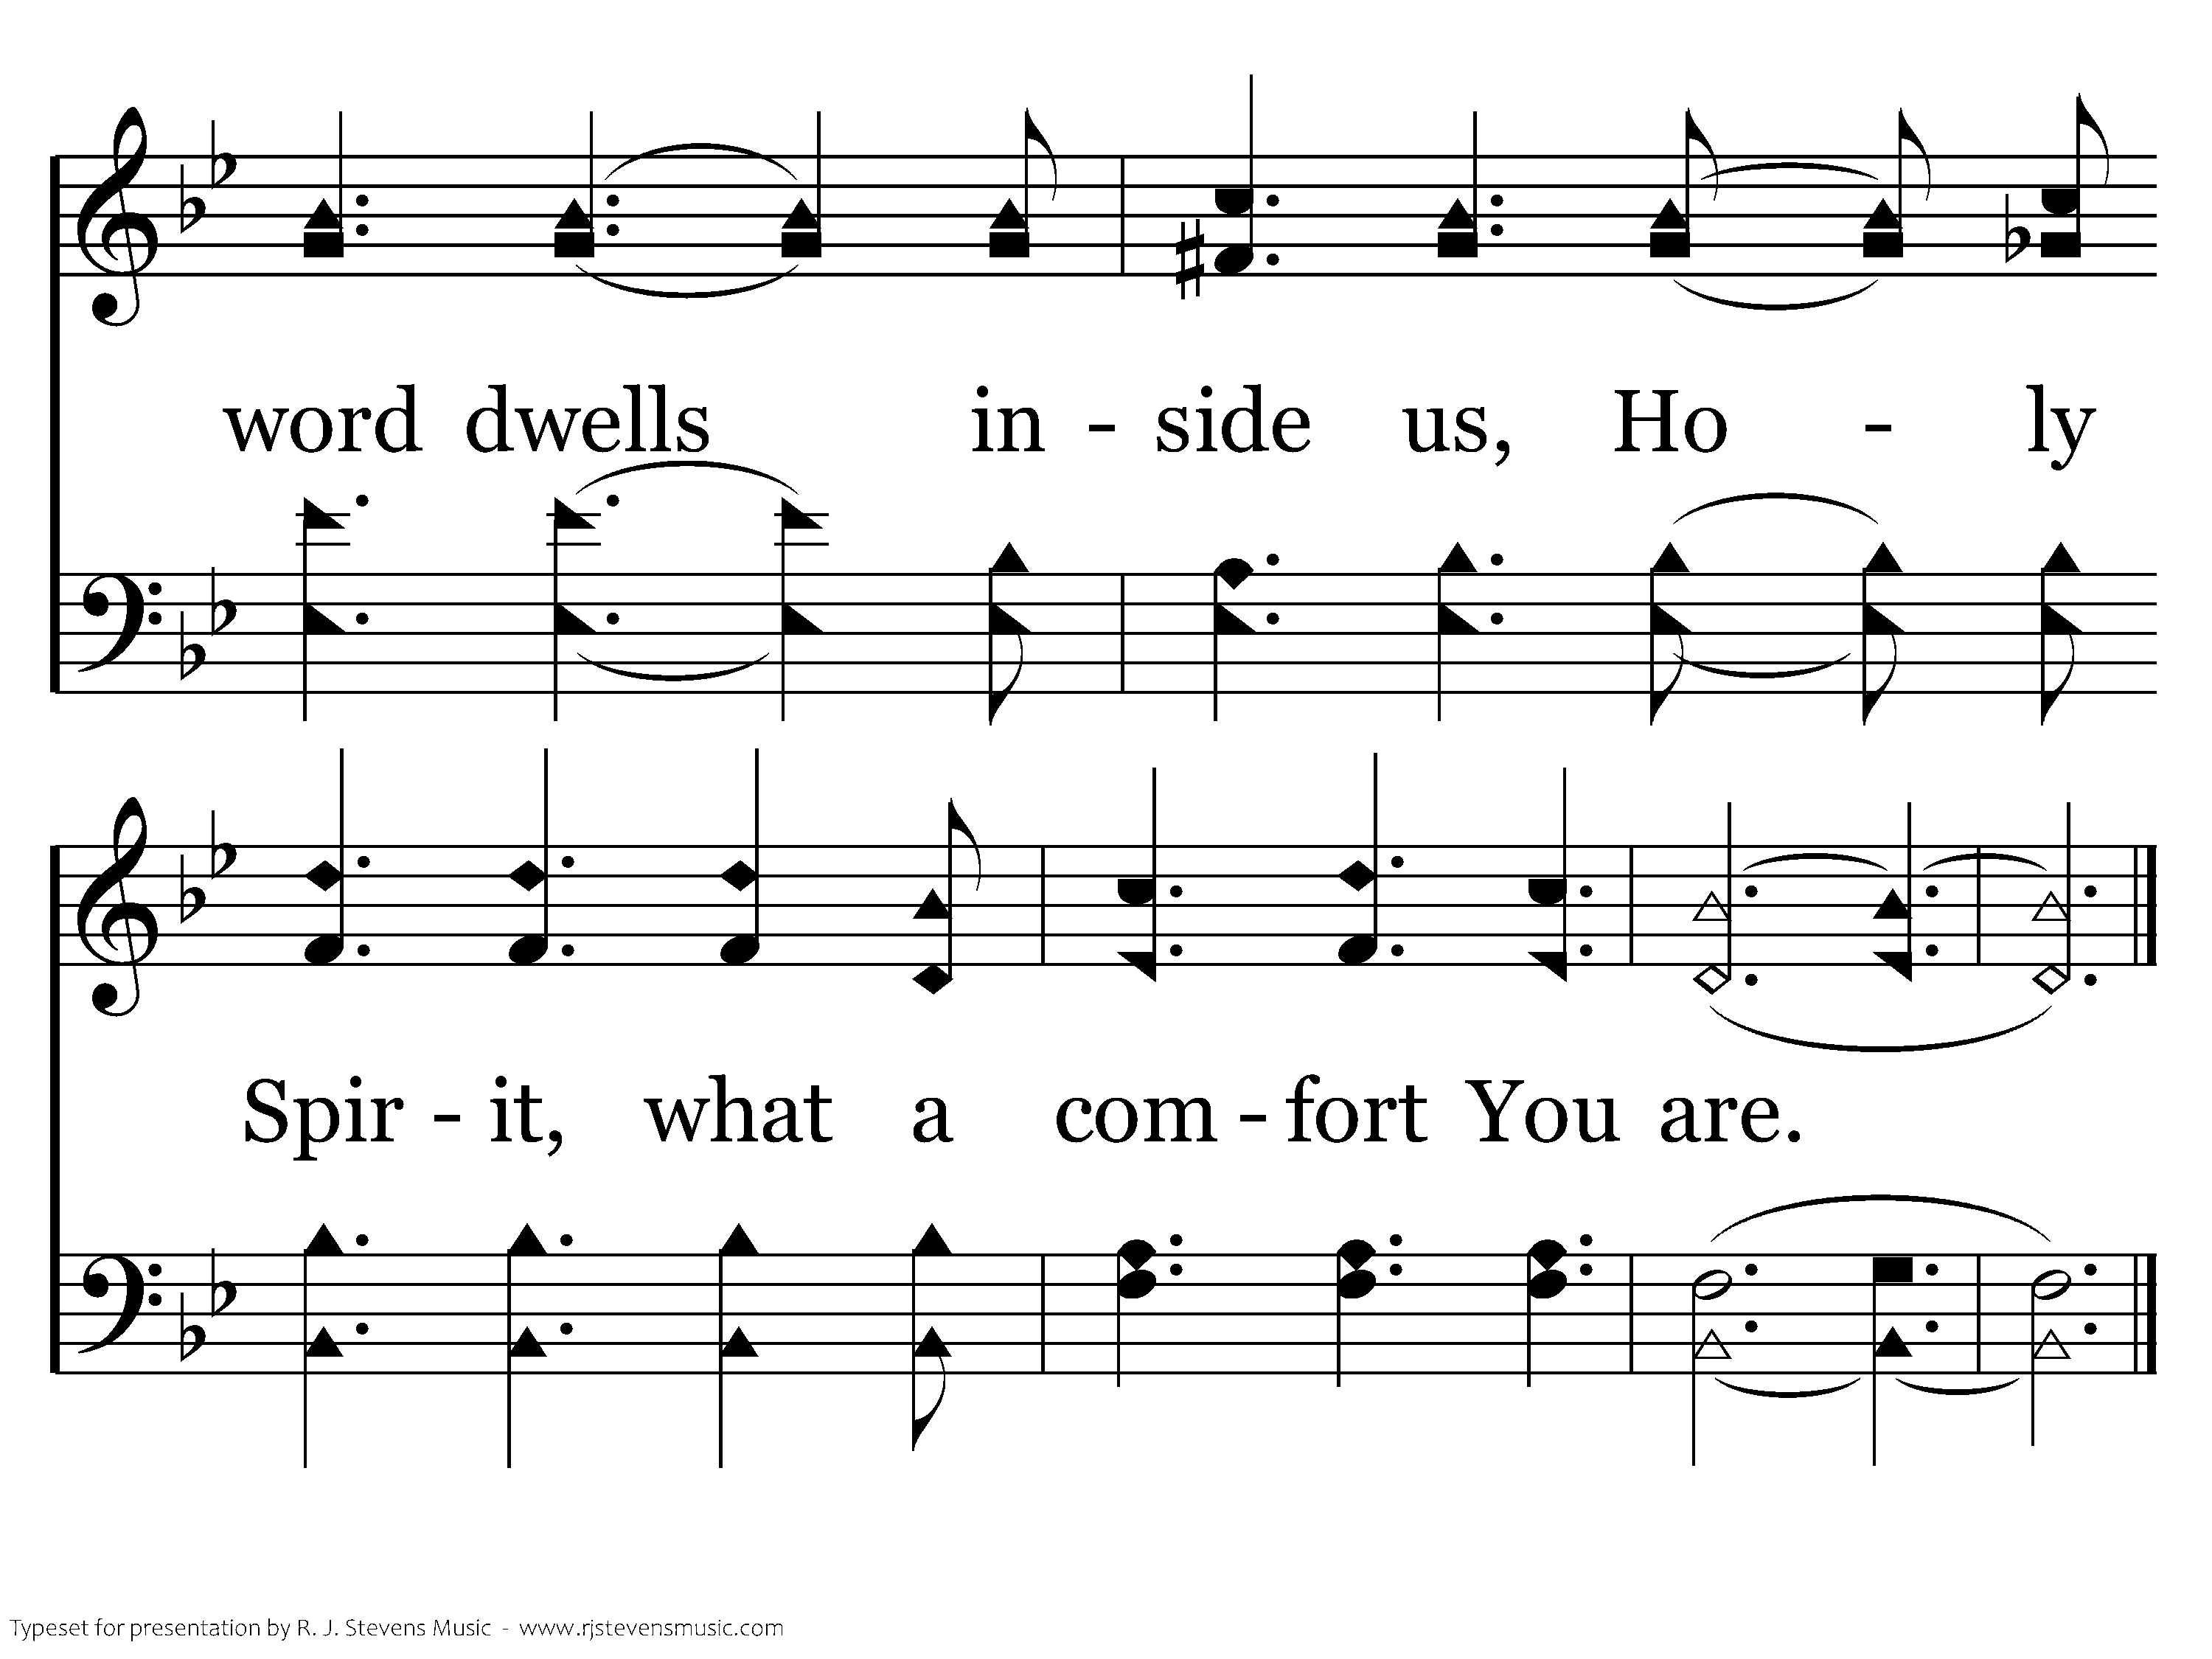 word dwells in - side us, Ho - ly
Spir - it, what a com - fort You are.
Typeset for presentation by R. J. Stevens Music - www.rjstevensmusic.com